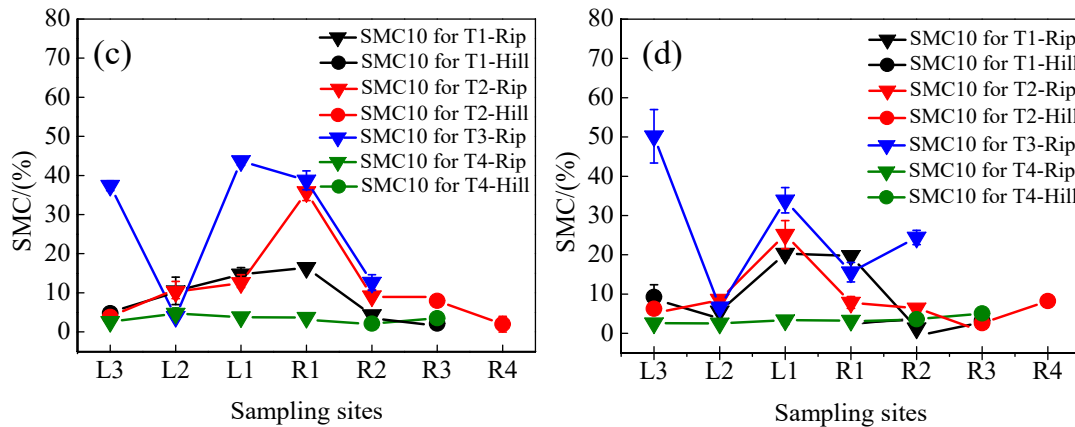 (c)
SMC10 for T1-Rip
SMC10 for T1-Hill
SMC10 for T2-Rip
SMC10 for T2-Hill
SMC10 for T3-Rip
SMC10 for T4-Rip
SMC10 for T4-Hill
80
70
60
50
40
30
20
10
0
SMC/(%)
L3 L2 L1 R1 R2 R3 R4
Sampling sites
(d)
SMC10 for T1-Rip
SMC10 for T1-Hill
SMC10 for T2-Rip
SMC10 for T2-Hill
SMC10 for T3-Rip
SMC10 for T4-Rip
SMC10 for T4-Hill
80
70
60
50
40
30
20
10
0
SMC/(%)
L3 L2 L1 R1 R2 R3 R4
Sampling sites